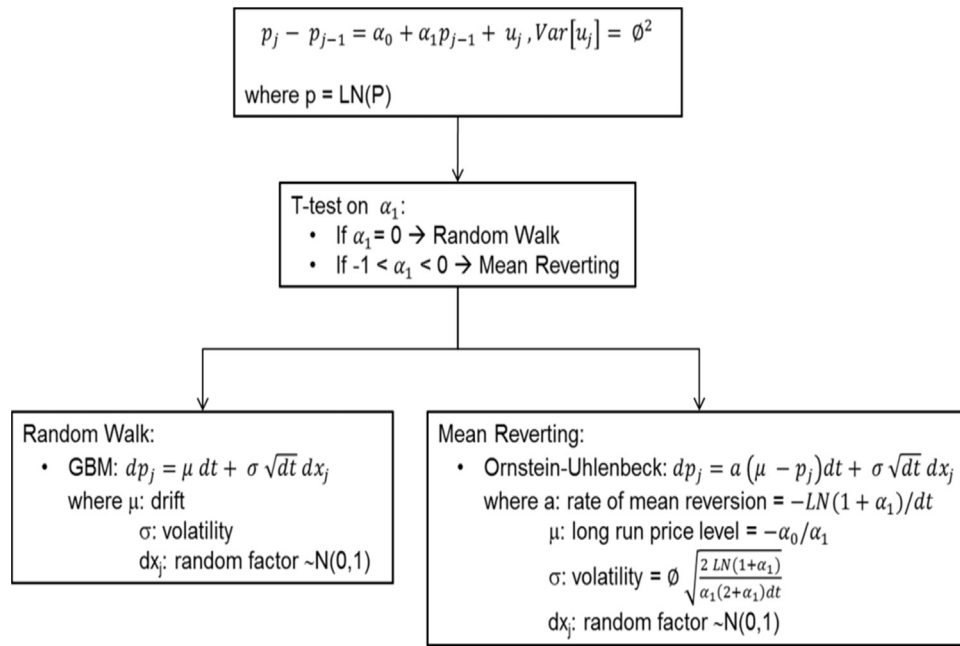 p_j − p_{j−1} = α_0 + α_1p_{j−1} + u_j , Var[u_j] = ∅^2
where p = LN(P)
T-test on α_1:
• If α_1= 0 → Random Walk
• If -1 < α_1 < 0 → Mean Reverting
Random Walk:
• GBM: dp_j = μ dt + σ √dt dx_j
where μ: drift
σ: volatility
dx_j: random factor ~N(0,1)
Mean Reverting:
• Ornstein-Uhlenbeck: dp_j = a (μ − p_j)dt + σ √dt dx_j
where a: rate of mean reversion = −LN(1 + α_1)/dt
μ: long run price level = −α_0/α_1
σ: volatility = ∅ √(2 LN(1+α_1) / α_1(2+α_1)dt)
dx_j: random factor ~N(0,1)